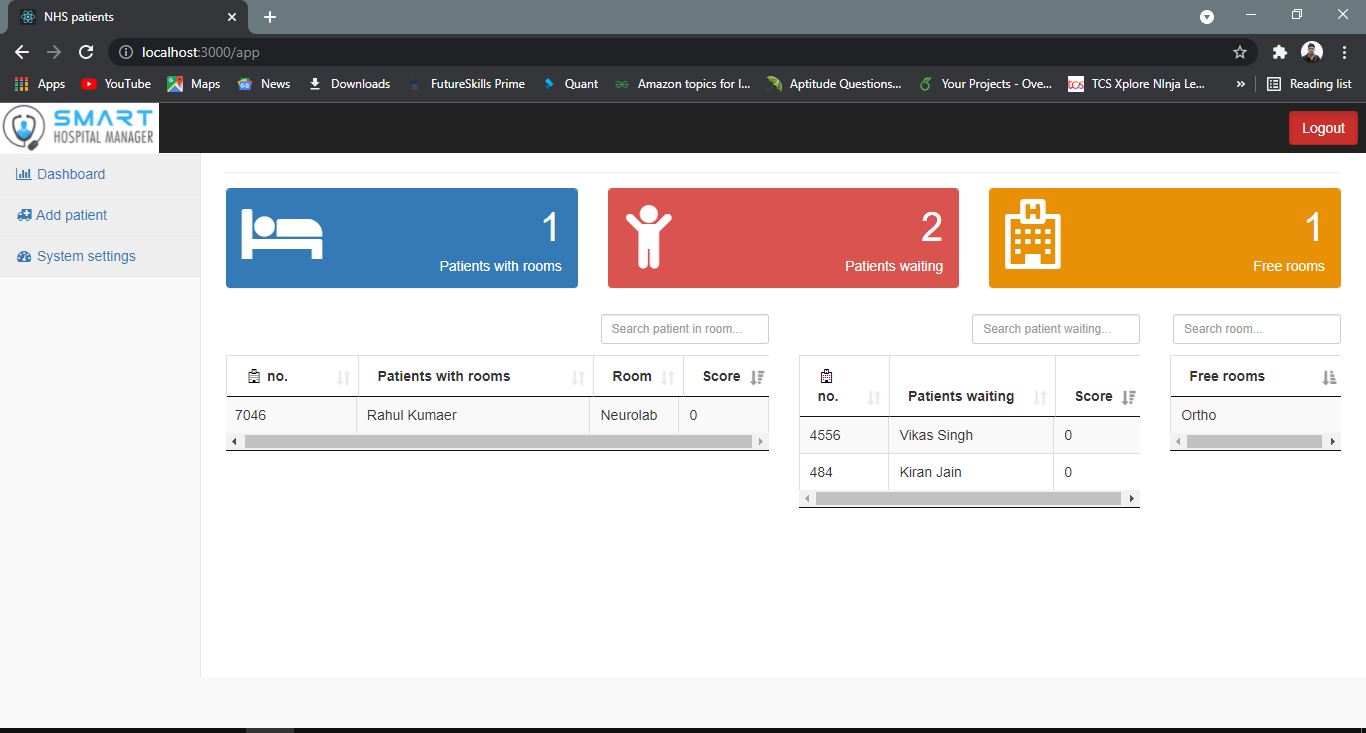 NHS patients
localhost:3000/app
Apps YouTube Maps News Downloads FutureSkills Prime Quant Amazon topics for I... Aptitude Questions... Your Projects - Ove... TCS Xplore NInja Le... » Reading list
SMART
HOSPITAL MANAGER
Logout
Dashboard
Add patient
System settings
1
Patients with rooms
2
Patients waiting
1
Free rooms
Search patient in room...
Search patient waiting...
Search room...
no. Patients with rooms Room Score
7046 Rahul Kumaer Neurolab 0
no. Patients waiting Score
4556 Vikas Singh 0
484 Kiran Jain 0
Free rooms
Ortho